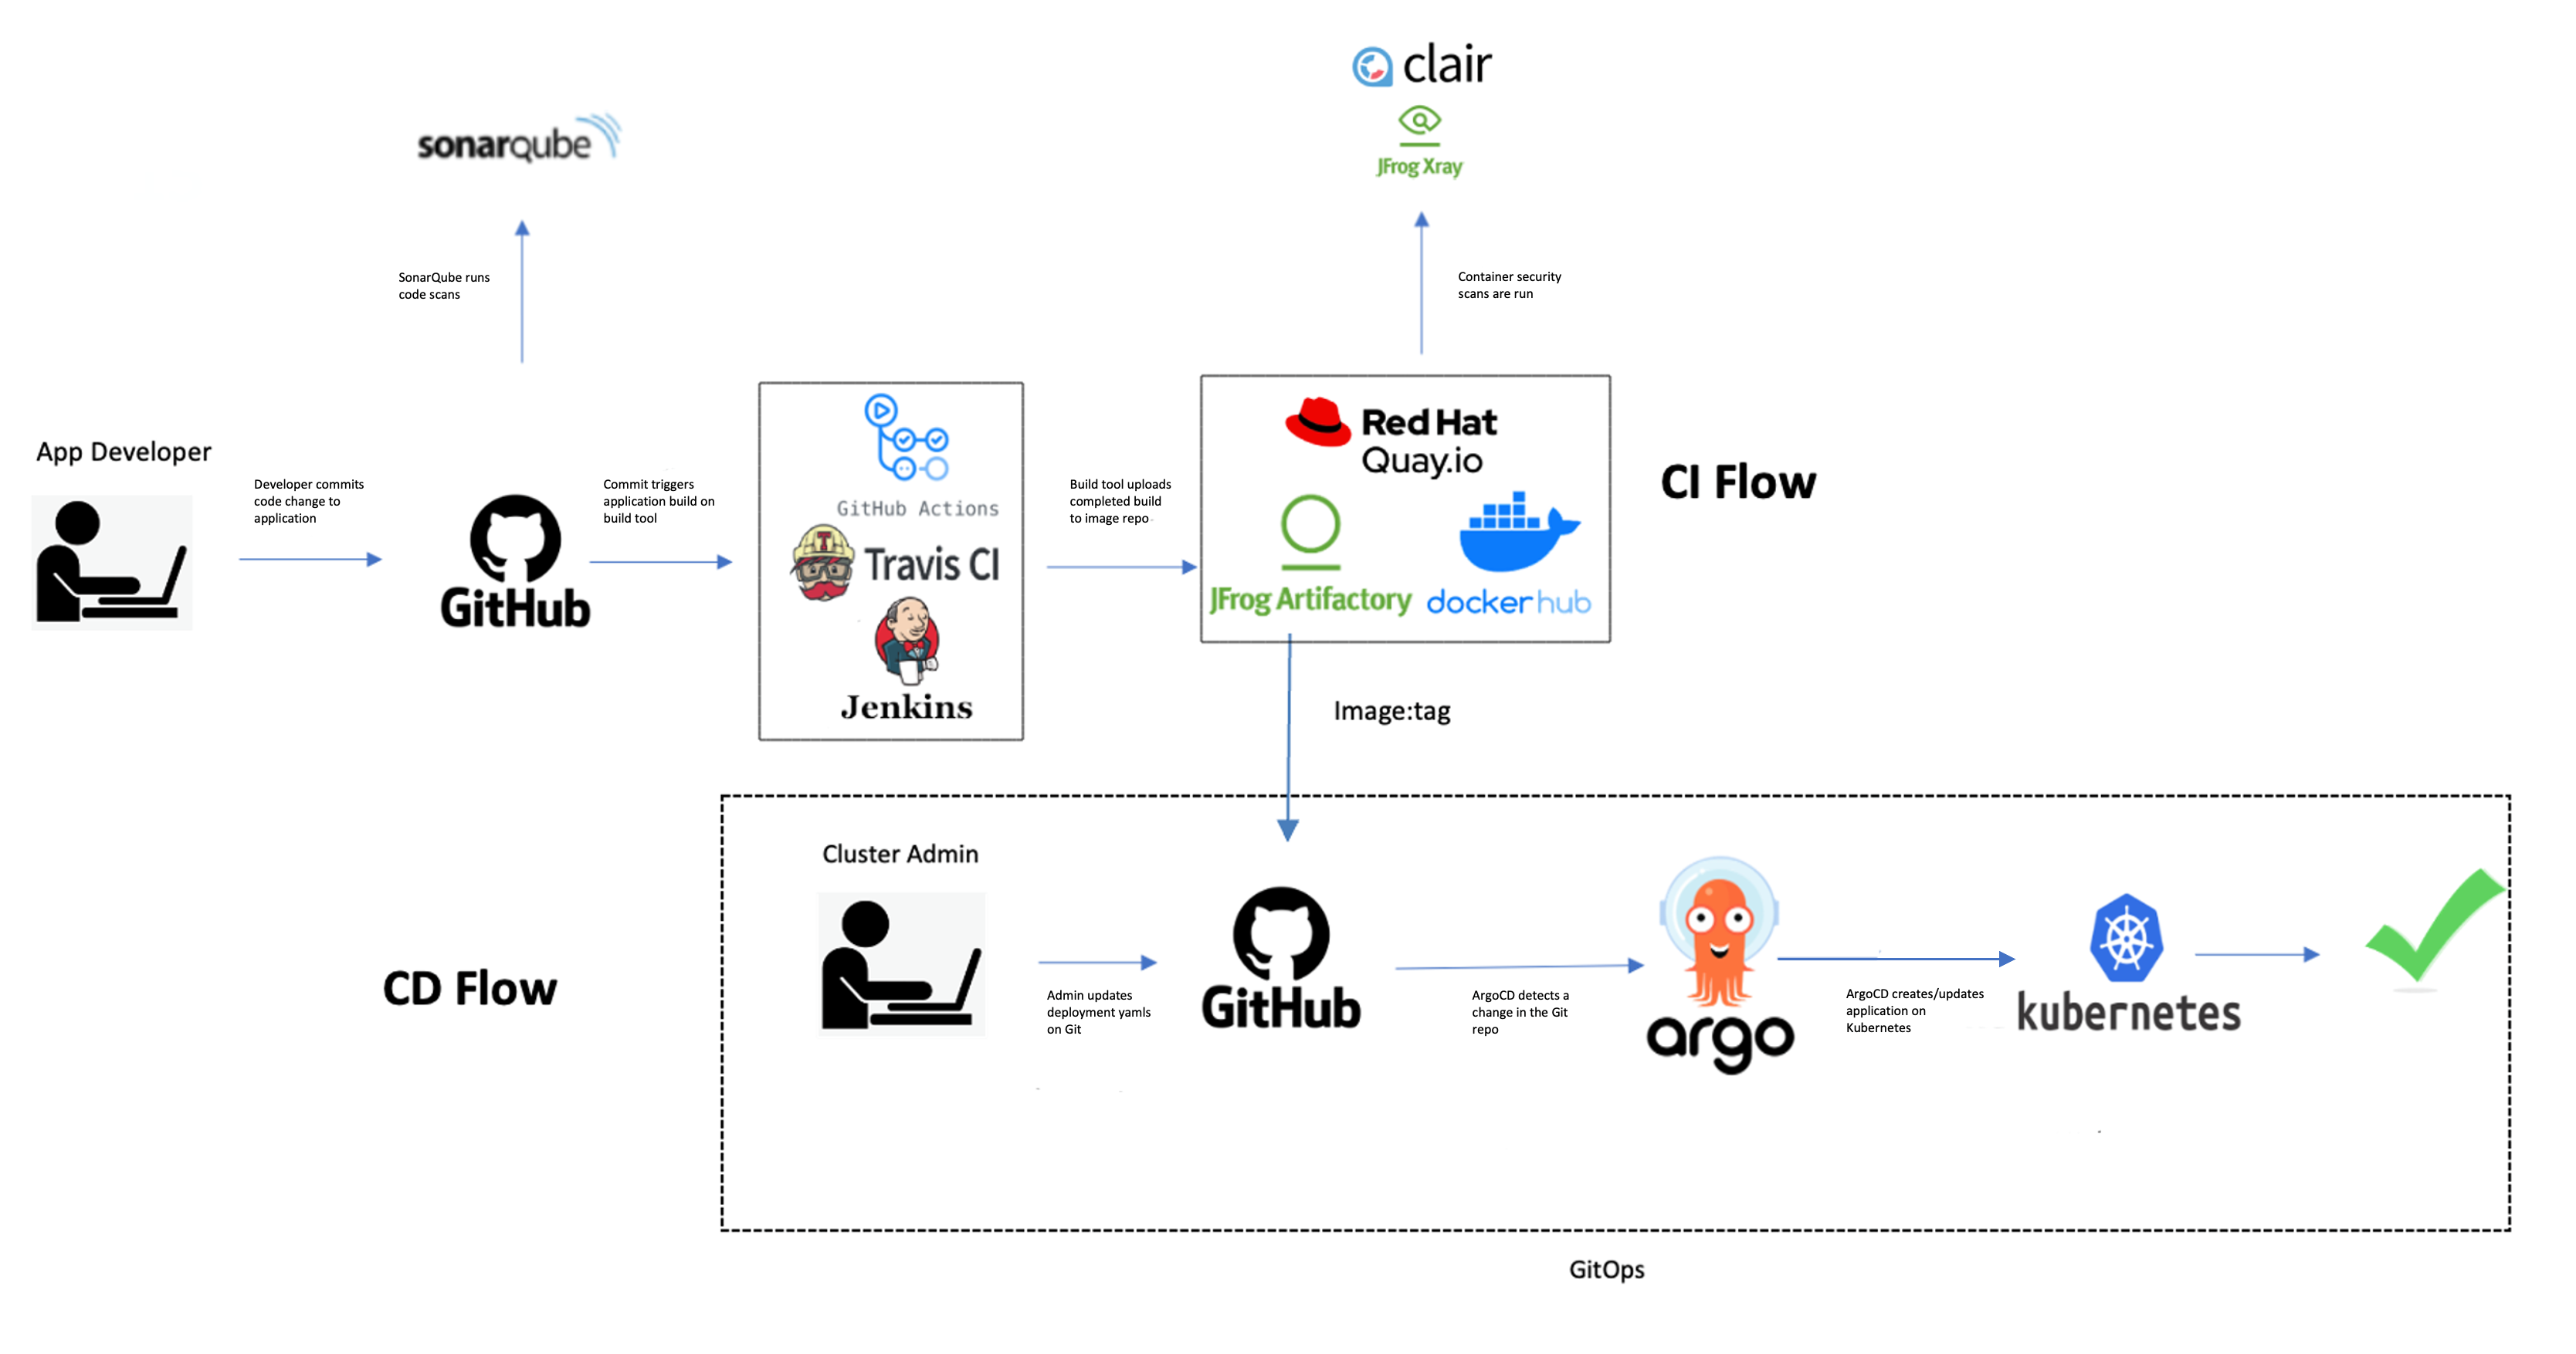 clair
JFrog Xray
sonarqube
SonarQube runs
code scans
Container security
scans are run
App Developer
Developer commits
code change to
application
GitHub
Commit triggers
application build on
build tool
GitHub Actions
T
Travis CI
Jenkins
Build tool uploads
completed build
to image repo
Red Hat
Quay.io
JFrog Artifactory
docker hub
CI Flow
Image:tag
CD Flow
Cluster Admin
Admin updates
deployment yamls
on Git
GitHub
ArgoCD detects a
change in the Git
repo
argo
ArgoCD creates/updates
application on
Kubernetes
kubernetes
GitOps